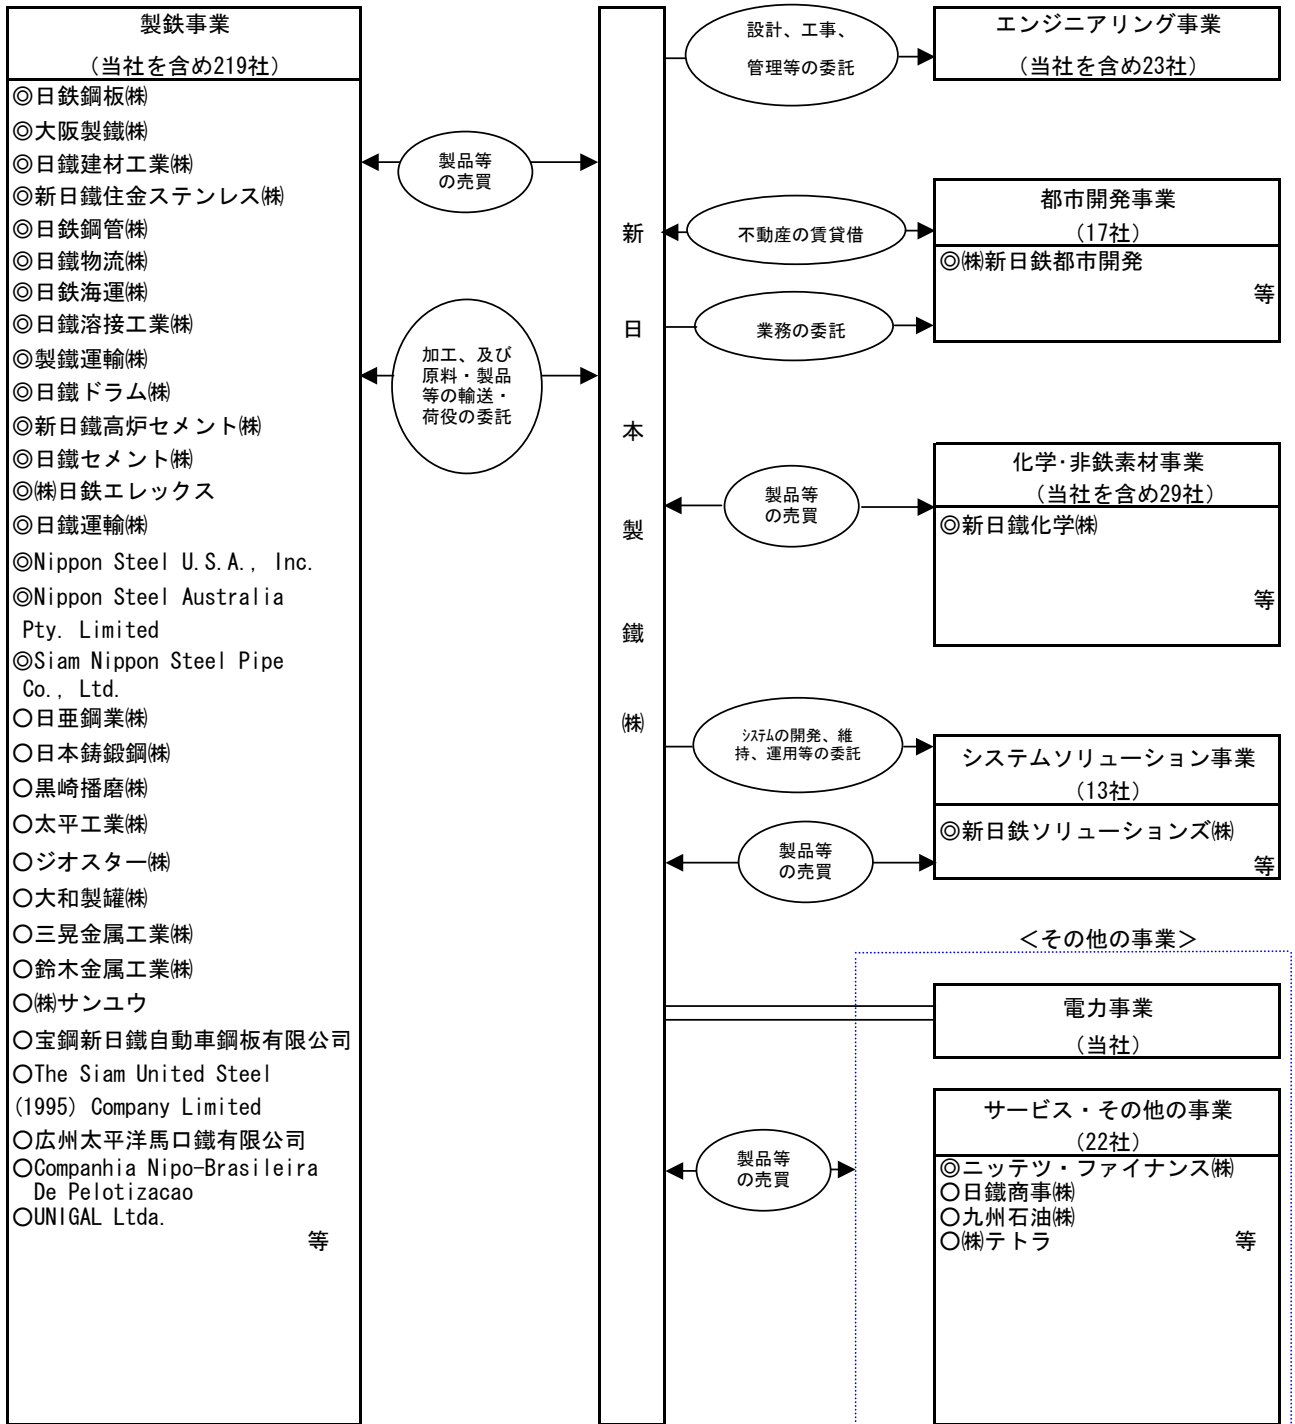 製鉄事業
（当社を含め219社）
◎日鉄鋼板㈱
◎大阪製鐵㈱
◎日鐵建材工業㈱
◎新日鐵住金ステンレス㈱
◎日鉄鋼管㈱
◎日鐵物流㈱
◎日鉄海運㈱
◎日鐵溶接工業㈱
◎製鐵運輸㈱
◎日鐵ドラム㈱
◎新日鐵高炉セメント㈱
◎日鐵セメント㈱
◎㈱日鉄エレックス
◎日鐵運輸㈱
◎Nippon Steel U.S.A., Inc.
◎Nippon Steel Australia
Pty. Limited
◎Siam Nippon Steel Pipe
Co., Ltd.
○日亜鋼業㈱
○日本鋳鍛鋼㈱
○黒崎播磨㈱
○太平工業㈱
○ジオスター㈱
○大和製罐㈱
○三晃金属工業㈱
○鈴木金属工業㈱
○㈱サンユウ
○宝鋼新日鐵自動車鋼板有限公司
○The Siam United Steel
(1995) Company Limited
○広州太平洋馬口鐵有限公司
○Companhia Nipo-Brasileira
De Pelotizacao
○UNIGAL Ltda.
等
製品等
の売買
加工、及び
原料・製品
等の輸送・
荷役の委託
新日本製鐵㈱
設計、工事、
管理等の委託
エンジニアリング事業
（当社を含め23社）
不動産の賃貸借
業務の委託
都市開発事業
（17社）
◎㈱新日鉄都市開発
等
製品等
の売買
化学･非鉄素材事業
（当社を含め29社）
◎新日鐵化学㈱
等
ｼｽﾃﾑの開発、維
持、運用等の委託
製品等
の売買
システムソリューション事業
（13社）
◎新日鉄ソリューションズ㈱
等
＜その他の事業＞
電力事業
（当社）
製品等
の売買
サービス・その他の事業
（22社）
◎ニッテツ・ファイナンス㈱
○日鐵商事㈱
○九州石油㈱
○㈱テトラ 等